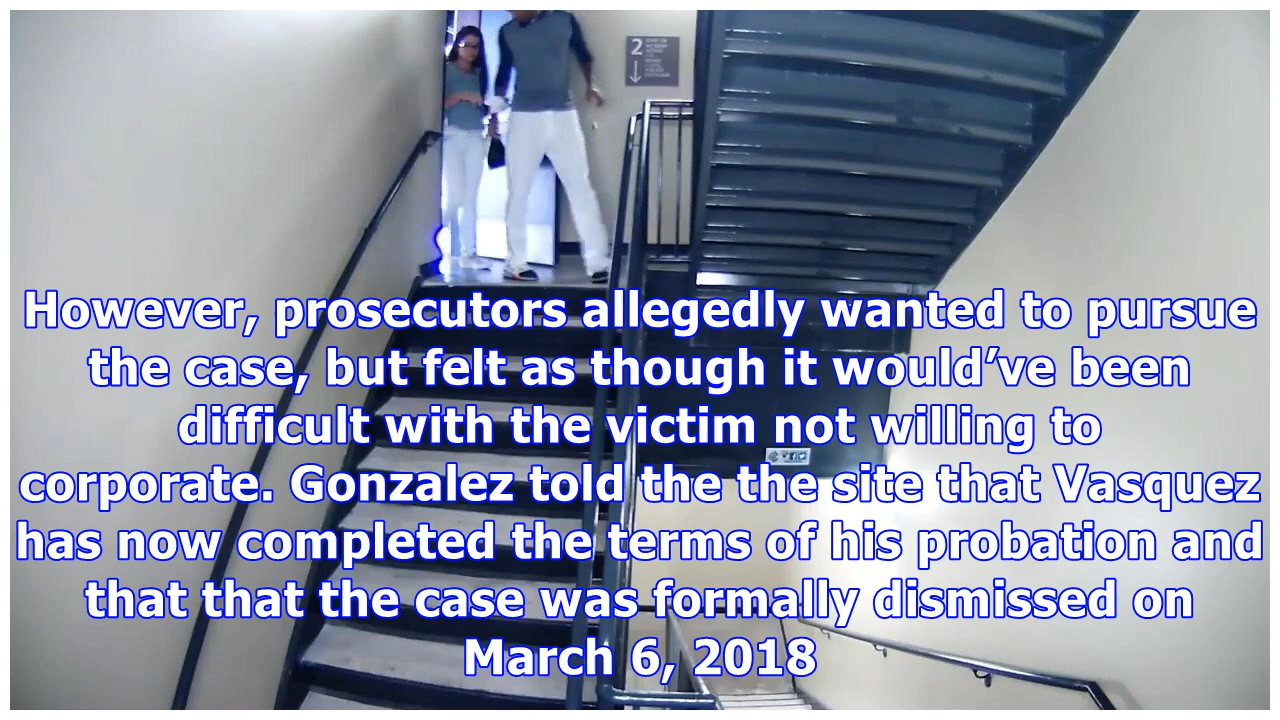 2
However, prosecutors allegedly wanted to pursue
the case, but felt as though it would’ve been
difficult with the victim not willing to
corporate. Gonzalez told the the site that Vasquez
has now completed the terms of his probation and
that that the case was formally dismissed on
March 6, 2018